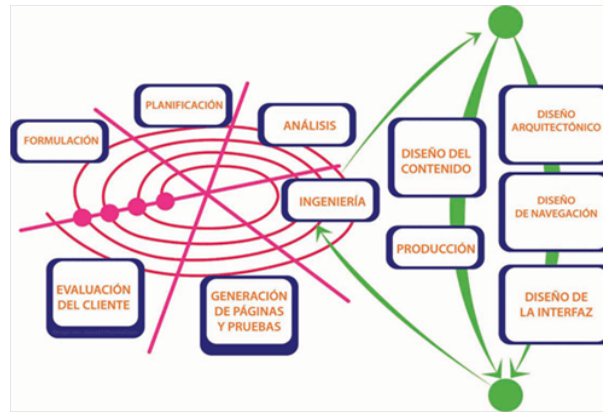 PLANIFICACIÓN
FORMULACIÓN
ANÁLISIS
INGENIERÍA
EVALUACIÓN
DEL CLIENTE
GENERACIÓN
DE PÁGINAS
Y PRUEBAS
DISEÑO DEL
CONTENIDO
PRODUCCIÓN
DISEÑO
ARQUITECTÓNICO
DISEÑO
DE NAVEGACIÓN
DISEÑO DE
LA INTERFAZ